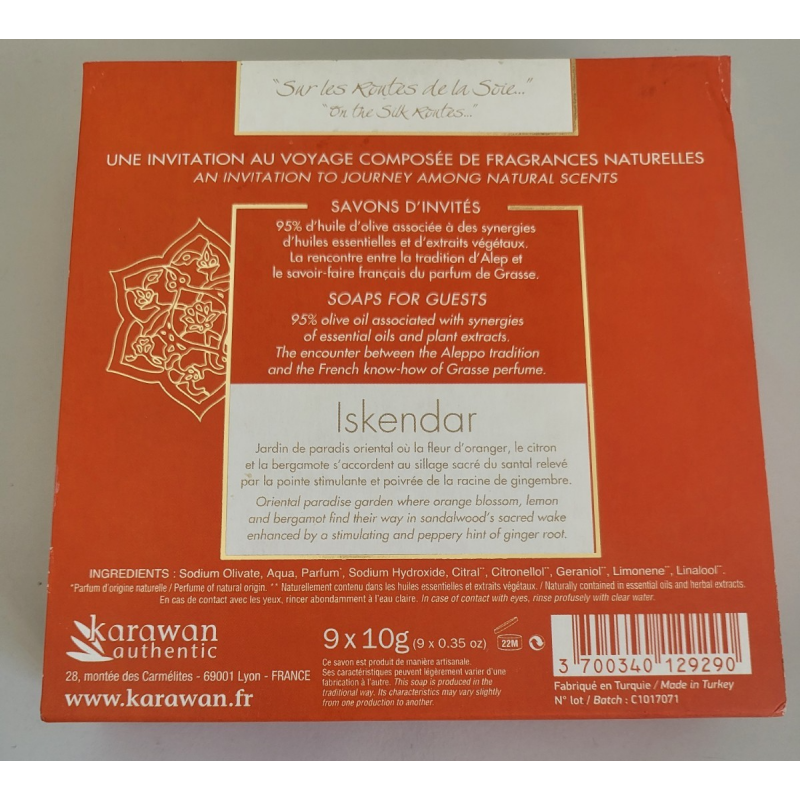 "Sur les Routes de la Soie..."
"On the Silk Routes..."
UNE INVITATION AU VOYAGE COMPOSÉE DE FRAGRANCES NATURELLES
AN INVITATION TO JOURNEY AMONG NATURAL SCENTS
SAVONS D'INVITÉS
95% d'huile d'olive associée à des synergies
d'huiles essentielles et d'extraits végétaux.
La rencontre entre la tradition d'Alep et
le savoir-faire français du parfum de Grasse.
SOAPS FOR GUESTS
95% olive oil associated with synergies
of essential oils and plant extracts.
The encounter between the Aleppo tradition
and the French know-how of Grasse perfume.
Iskendar
Jardin de paradis oriental où la fleur d'oranger, le citron
et la bergamote s'accordent au sillage sacré du santal relevé
par la pointe stimulante et poivrée de la racine de gingembre.
Oriental paradise garden where orange blossom, lemon
and bergamot find their way in sandalwood's sacred wake
enhanced by a stimulating and peppery hint of ginger root.
INGREDIENTS : Sodium Olivate, Aqua, Parfum*, Sodium Hydroxide, Citral**, Citronellol**, Geraniol**, Limonene**, Linalool**.
*Parfum d'origine naturelle / Perfume of natural origin. ** Naturellement contenu dans les huiles essentielles et extraits végétaux. / Naturally contained in essential oils and herbal extracts.
En cas de contact avec les yeux, rincer abondamment à l'eau claire. In case of contact with eyes, rinse profusely with clear water.
karawan
authentic
28, montée des Carmélites - 69001 Lyon - FRANCE
www.karawan.fr
9 x 10g (9 x 0.35 oz)
22M
Ce savon est produit de manière artisanale.
Ses caractéristiques peuvent légèrement varier d'une
fabrication à l'autre. This soap is produced in the
traditional way. Its characteristics may vary slightly
from one production to another.
3 700340 129290
Fabriqué en Turquie / Made in Turkey
N° lot / Batch : C1017071